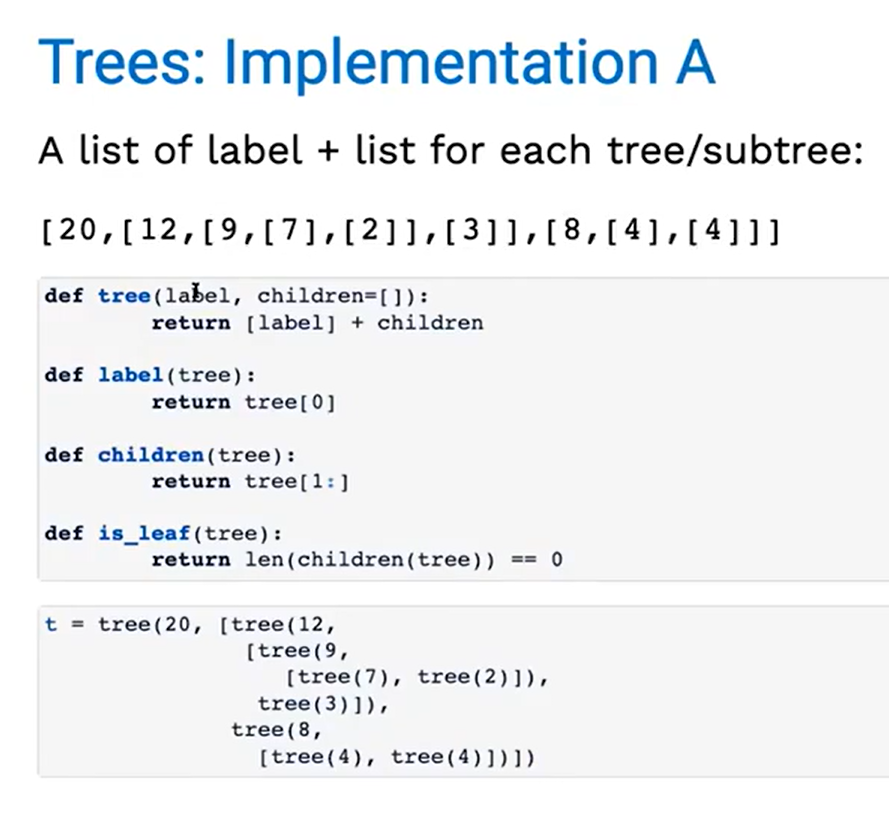 Trees: Implementation A
A list of label + list for each tree/subtree:
[20,[12,[9,[7],[2]],[3]],[8,[4],[4]]]
def tree(label, children=[]):
        return [label] + children
def label(tree):
        return tree[0]
def children(tree):
        return tree[1:]
def is_leaf(tree):
        return len(children(tree)) == 0
t = tree(20, [tree(12,
               [tree(9,
                  [tree(7), tree(2)]),
                tree(3)]),
              tree(8,
                [tree(4), tree(4)])])